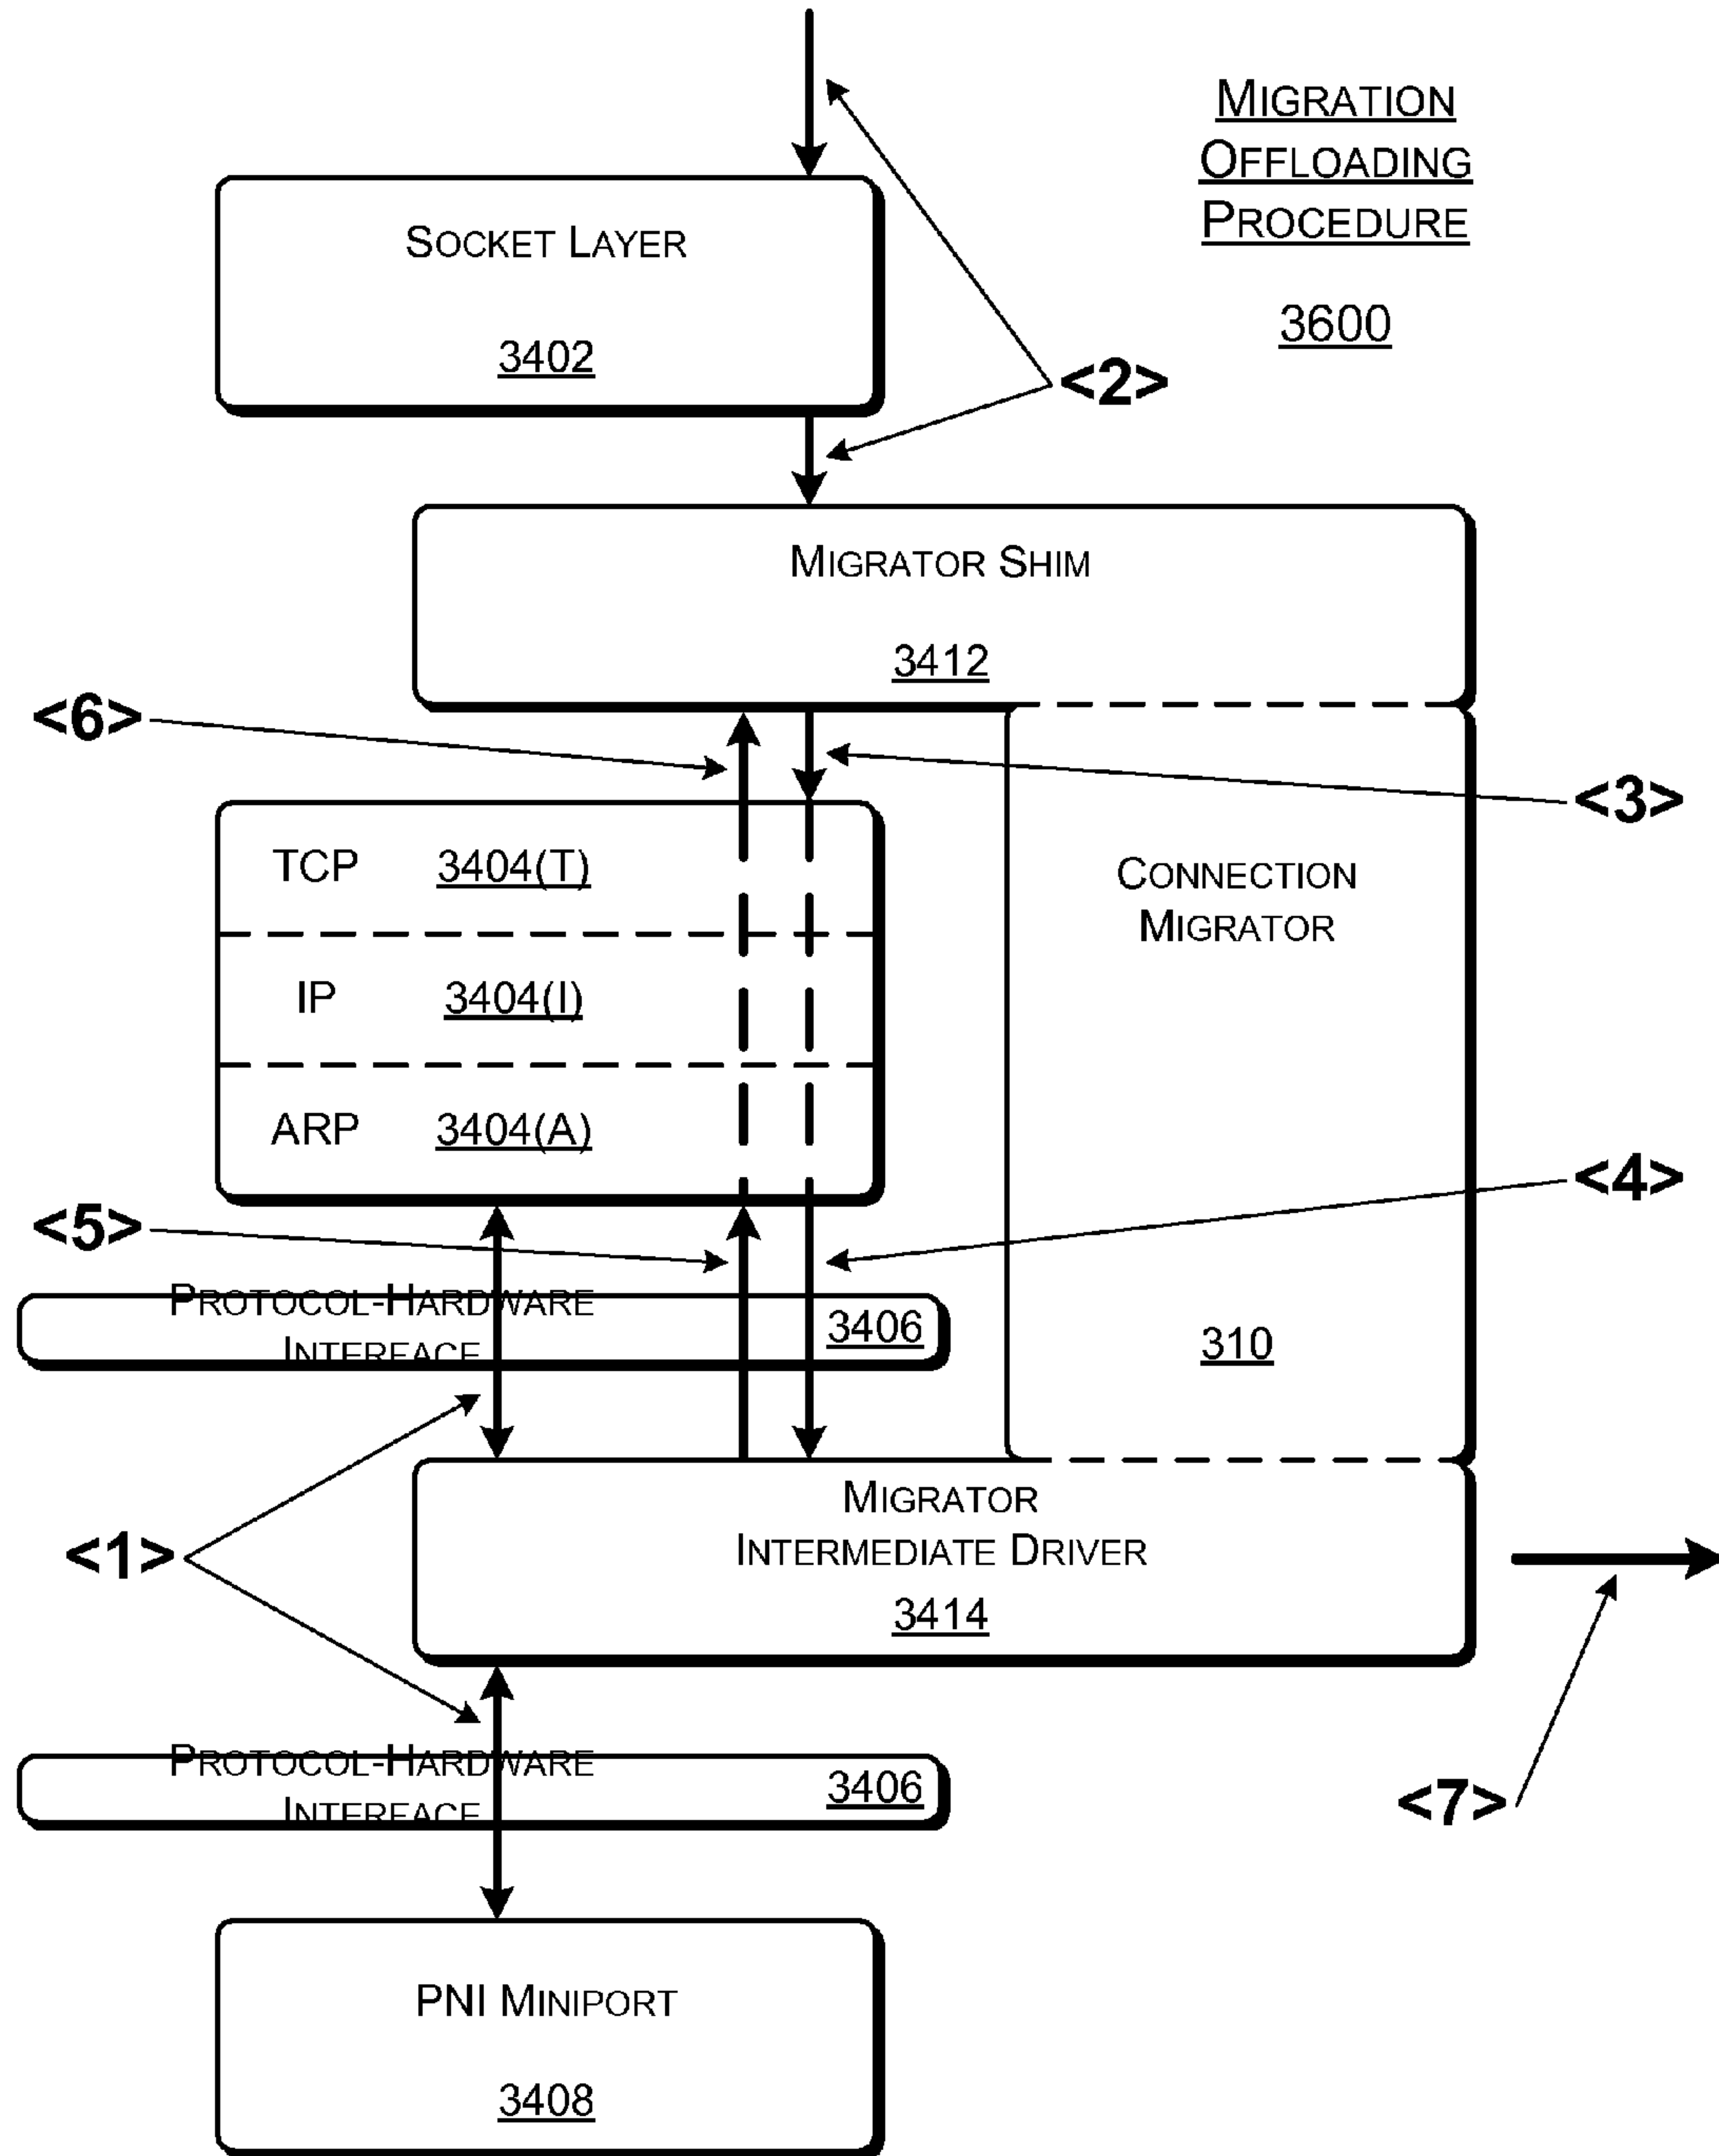 MIGRATION
OFFLOADING
PROCEDURE
3600
SOCKET LAYER
3402
<2>
MIGRATOR SHIM
3412
<6>
<3>
TCP 3404(T)
IP 3404(I)
ARP 3404(A)
CONNECTION
MIGRATOR
310
<4>
<5>
PROTOCOL-HARDWARE
INTERFACE
3406
MIGRATOR
INTERMEDIATE DRIVER
3414
<1>
<7>
PROTOCOL-HARDWARE
INTERFACE
3406
PNI MINIPORT
3408